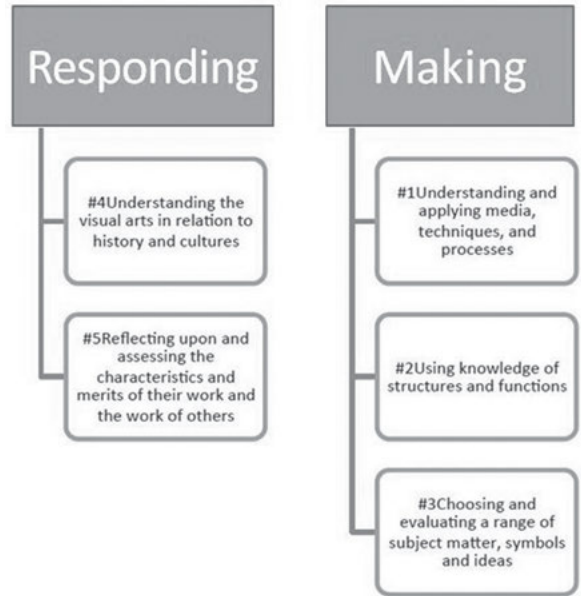 Responding
#4Understanding the
visual arts in relation to
history and cultures
#5Reflecting upon and
assessing the
characteristics and
merits of their work and
the work of others
Making
#1Understanding and
applying media,
techniques, and
processes
#2Using knowledge of
structures and functions
#3Choosing and
evaluating a range of
subject matter, symbols
and ideas